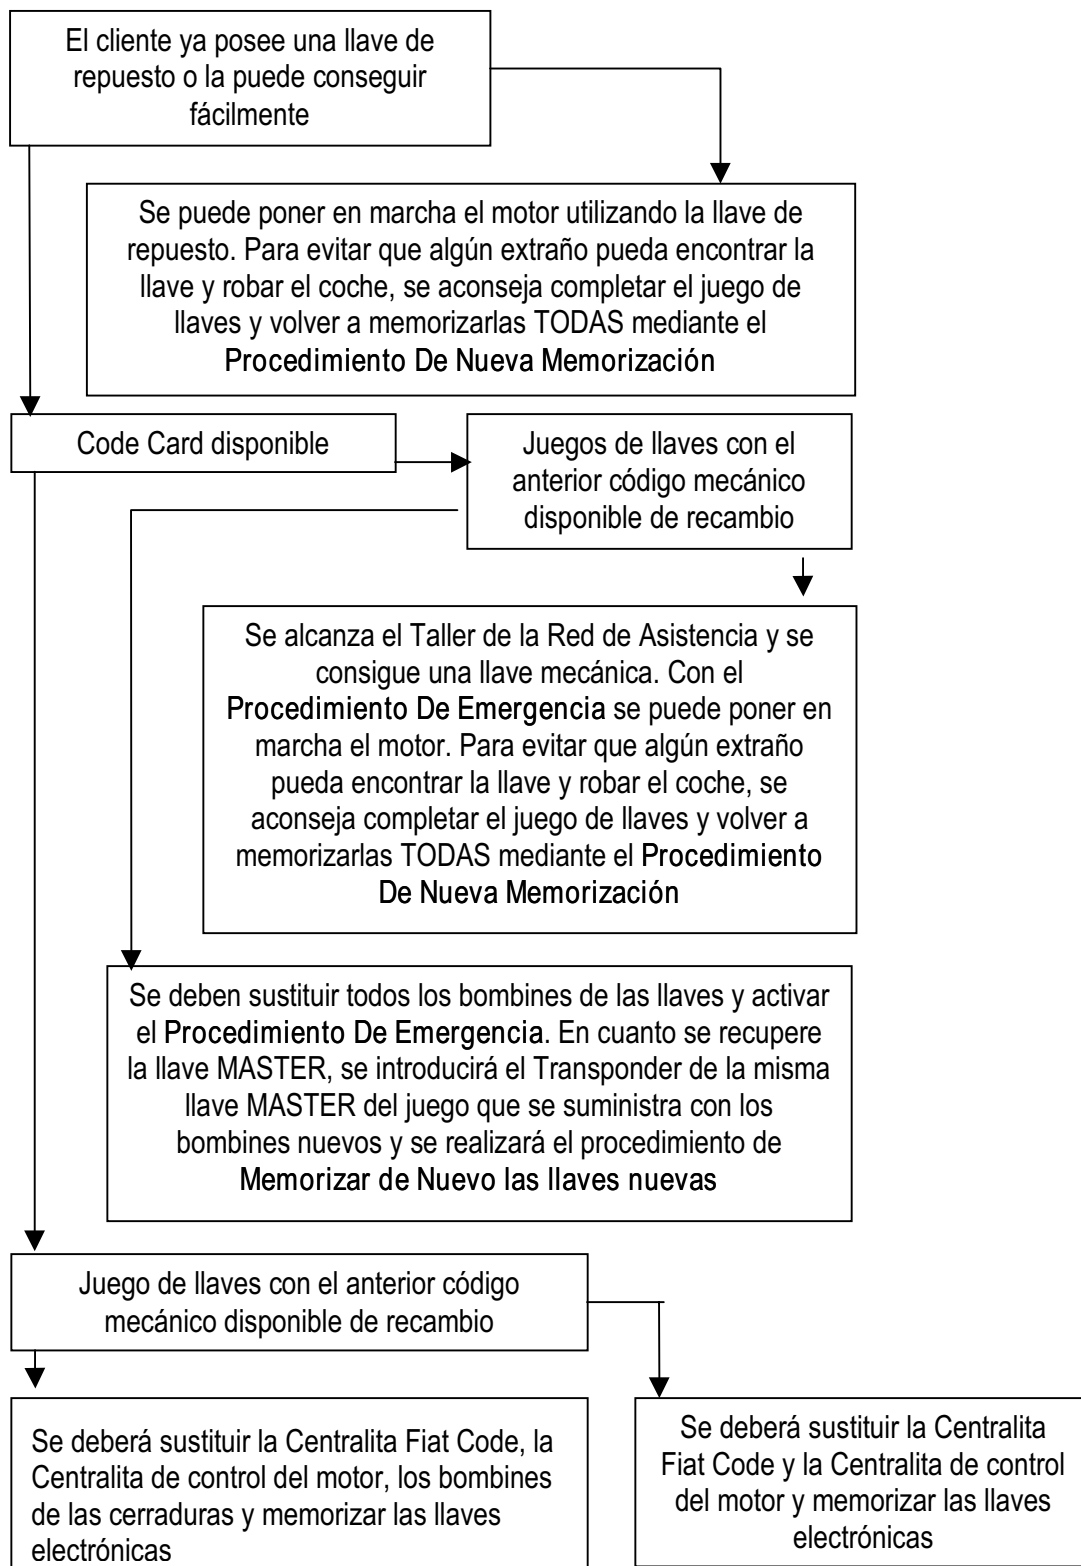 El cliente ya posee una llave de
repuesto o la puede conseguir
fácilmente
Se puede poner en marcha el motor utilizando la llave de
repuesto. Para evitar que algún extraño pueda encontrar la
llave y robar el coche, se aconseja completar el juego de
llaves y volver a memorizarlas TODAS mediante el
Procedimiento De Nueva Memorización
Code Card disponible
Juegos de llaves con el
anterior código mecánico
disponible de recambio
Se alcanza el Taller de la Red de Asistencia y se
consigue una llave mecánica. Con el
Procedimiento De Emergencia se puede poner en
marcha el motor. Para evitar que algún extraño
pueda encontrar la llave y robar el coche, se
aconseja completar el juego de llaves y volver a
memorizarlas TODAS mediante el Procedimiento
De Nueva Memorización
Se deben sustituir todos los bombines de las llaves y activar
el Procedimiento De Emergencia. En cuanto se recupere
la llave MASTER, se introducirá el Transponder de la misma
llave MASTER del juego que se suministra con los
bombines nuevos y se realizará el procedimiento de
Memorizar de Nuevo las llaves nuevas
Juego de llaves con el anterior código
mecánico disponible de recambio
Se deberá sustituir la Centralita Fiat Code, la
Centralita de control del motor, los bombines
de las cerraduras y memorizar las llaves
electrónicas
Se deberá sustituir la Centralita
Fiat Code y la Centralita de control
del motor y memorizar las llaves
electrónicas